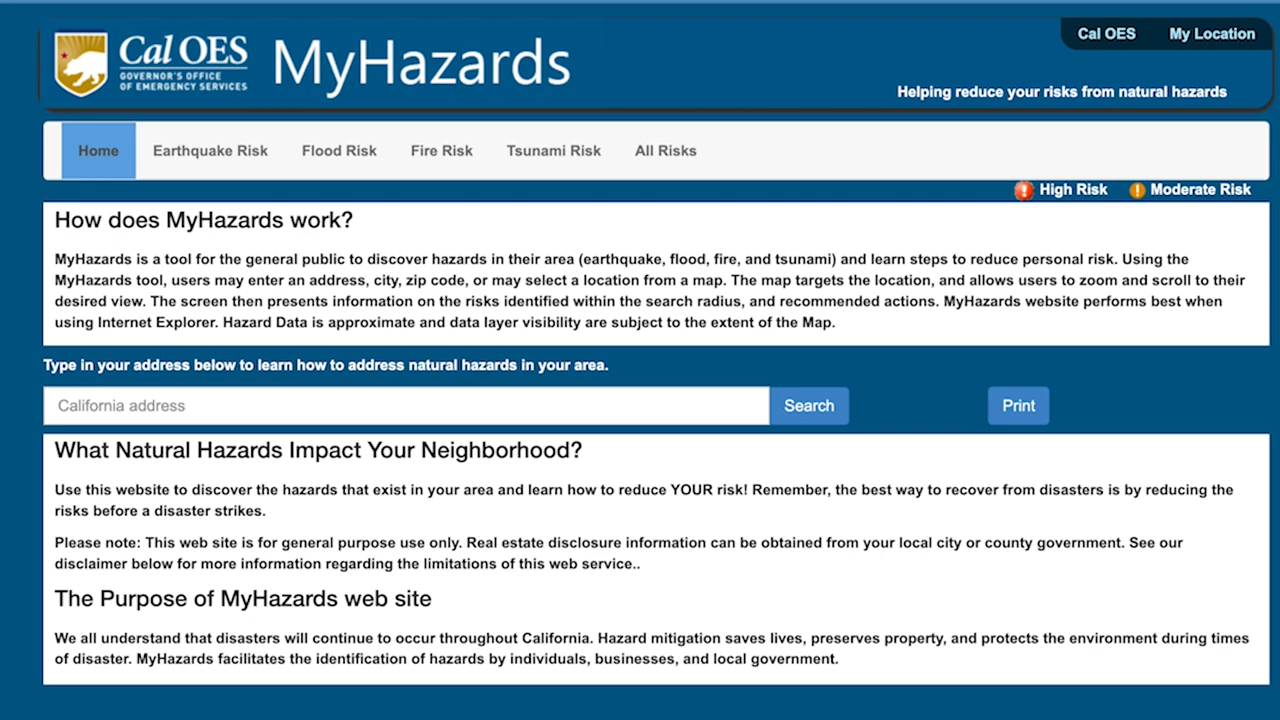 Cal OES
GOVERNOR'S OFFICE
OF EMERGENCY SERVICES
MyHazards
Cal OES My Location
Helping reduce your risks from natural hazards
Home Earthquake Risk Flood Risk Fire Risk Tsunami Risk All Risks
High Risk Moderate Risk
How does MyHazards work?
MyHazards is a tool for the general public to discover hazards in their area (earthquake, flood, fire, and tsunami) and learn steps to reduce personal risk. Using the
MyHazards tool, users may enter an address, city, zip code, or may select a location from a map. The map targets the location, and allows users to zoom and scroll to their
desired view. The screen then presents information on the risks identified within the search radius, and recommended actions. MyHazards website performs best when
using Internet Explorer. Hazard Data is approximate and data layer visibility are subject to the extent of the Map.
Type in your address below to learn how to address natural hazards in your area.
California address Search Print
What Natural Hazards Impact Your Neighborhood?
Use this website to discover the hazards that exist in your area and learn how to reduce YOUR risk! Remember, the best way to recover from disasters is by reducing the
risks before a disaster strikes.
Please note: This web site is for general purpose use only. Real estate disclosure information can be obtained from your local city or county government. See our
disclaimer below for more information regarding the limitations of this web service..
The Purpose of MyHazards web site
We all understand that disasters will continue to occur throughout California. Hazard mitigation saves lives, preserves property, and protects the environment during times
of disaster. MyHazards facilitates the identification of hazards by individuals, businesses, and local government.